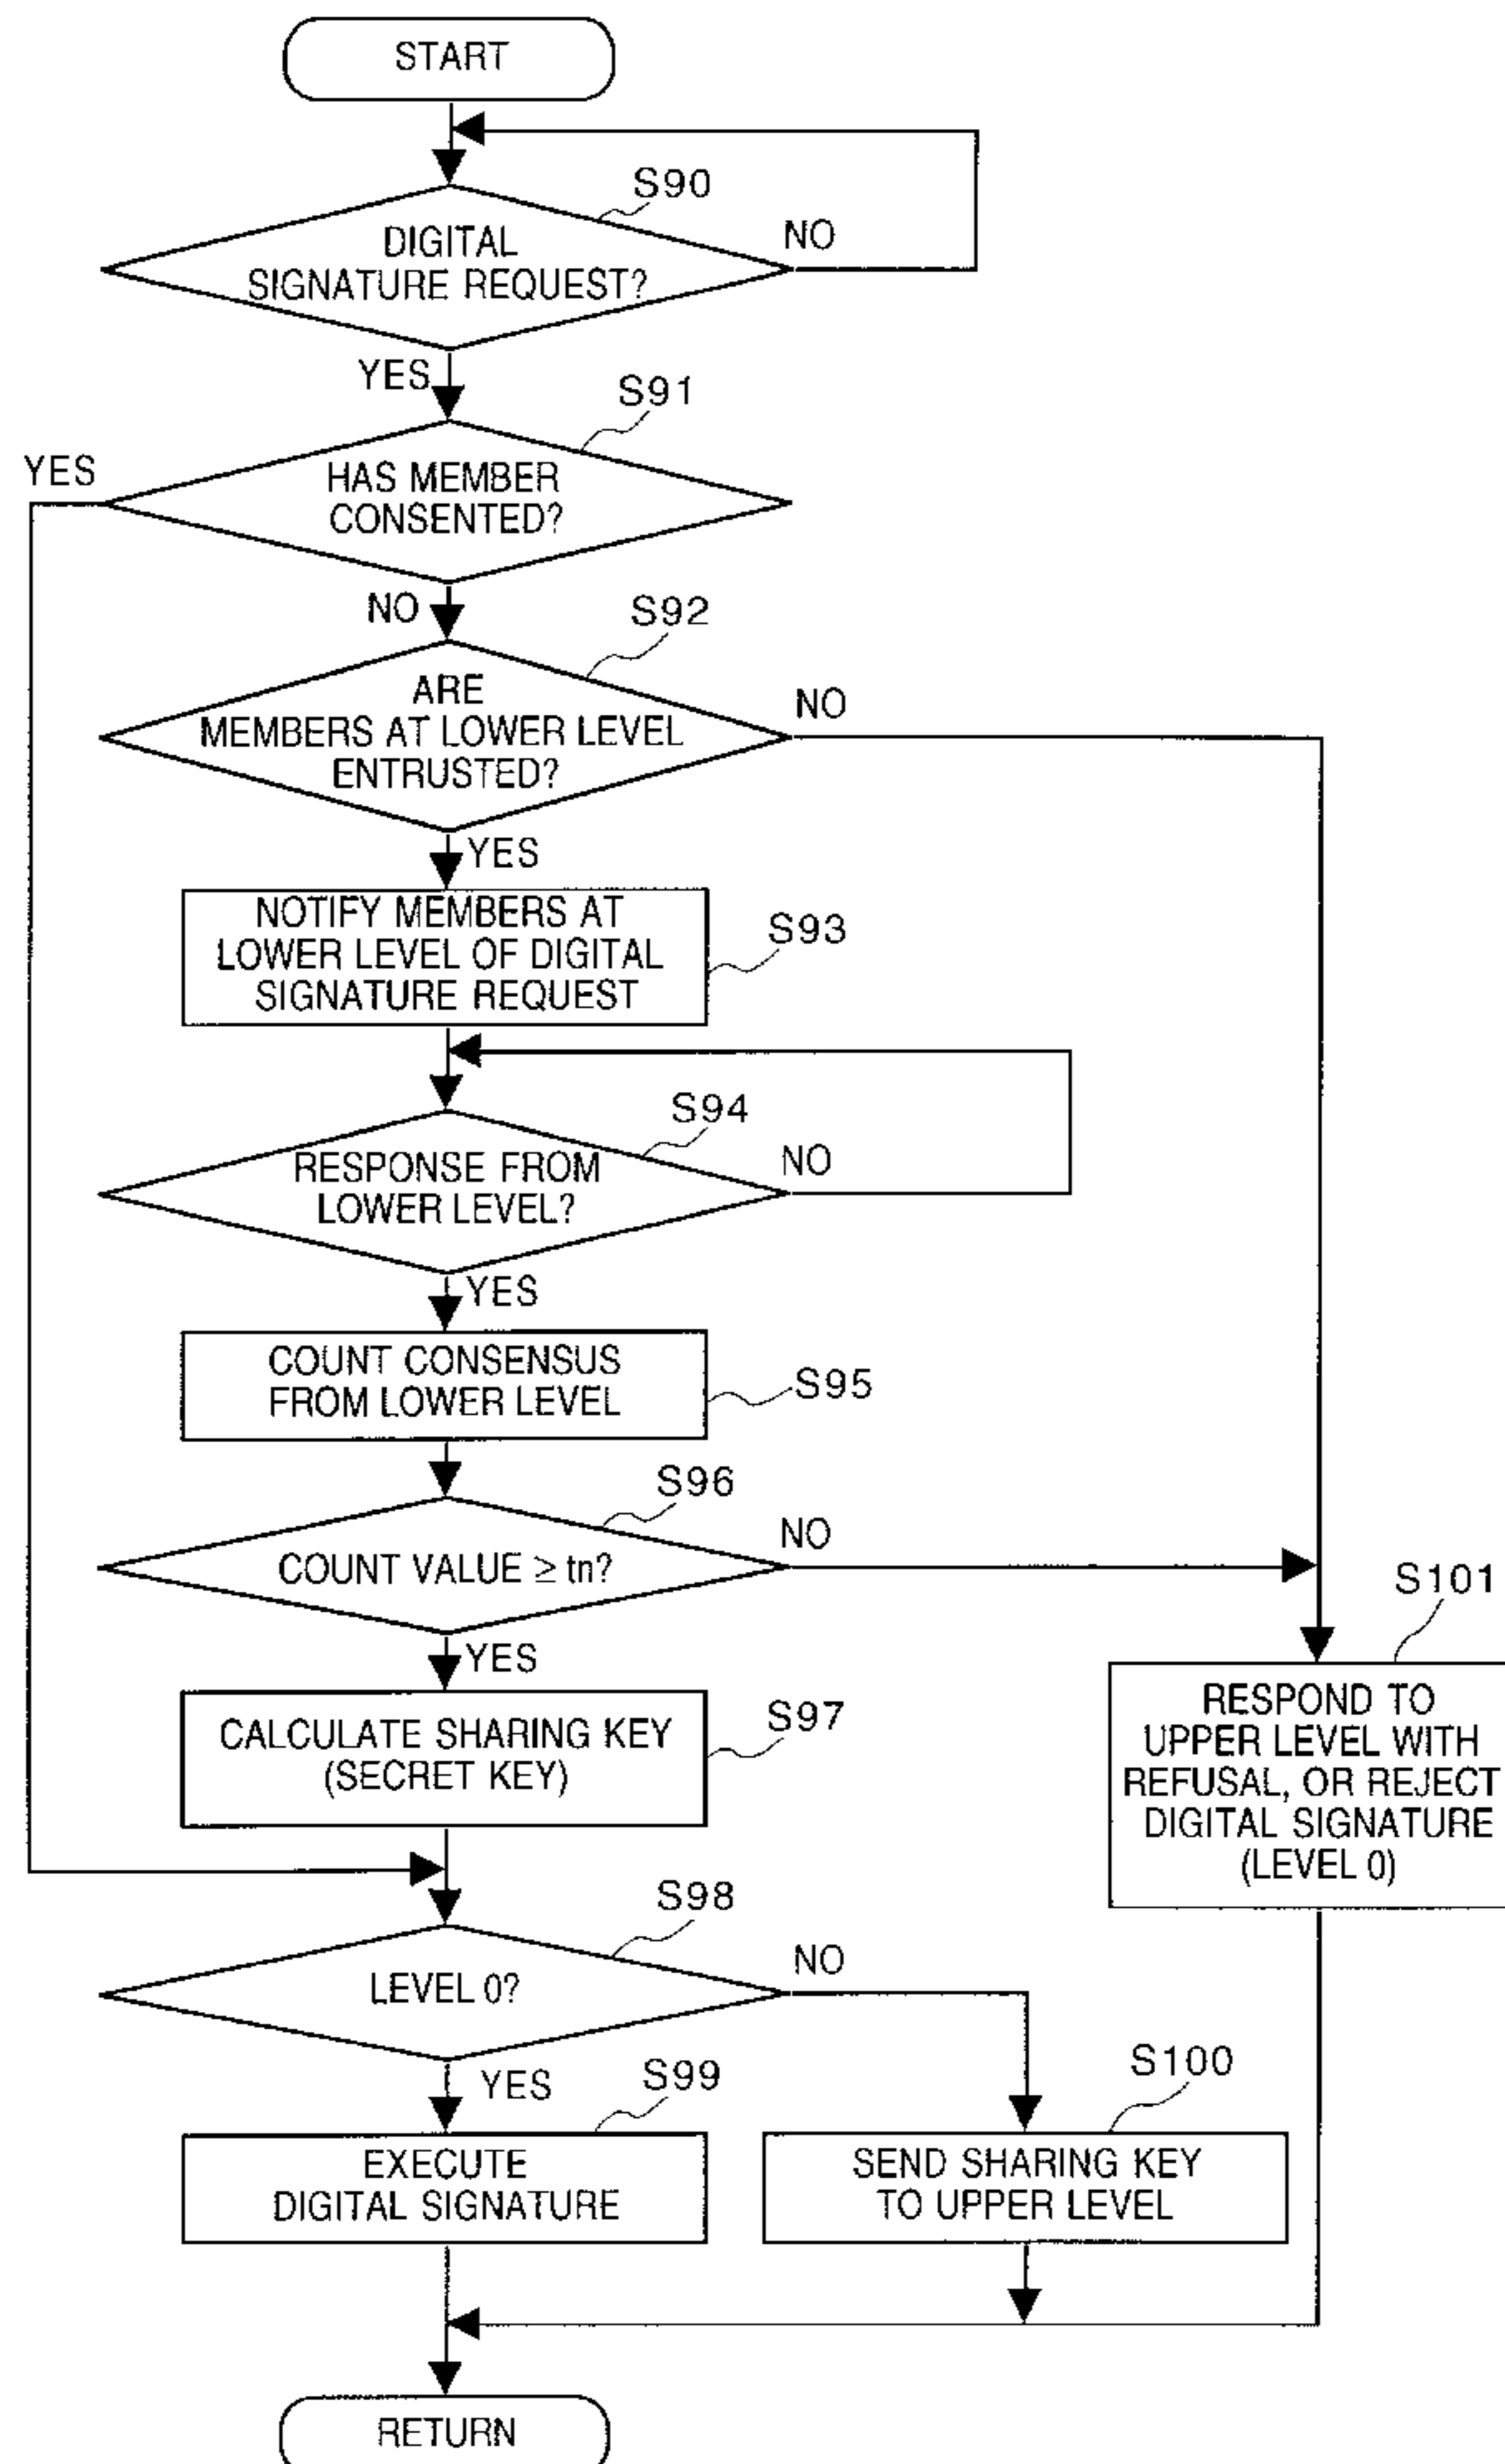 START
S90
DIGITAL
SIGNATURE REQUEST?
NO
YES
S91
YES
HAS MEMBER
CONSENTED?
NO
S92
ARE
MEMBERS AT LOWER LEVEL
ENTRUSTED?
NO
YES
NOTIFY MEMBERS AT
LOWER LEVEL OF DIGITAL
SIGNATURE REQUEST
S93
S94
RESPONSE FROM
LOWER LEVEL?
NO
YES
COUNT CONSENSUS
FROM LOWER LEVEL
S95
S96
COUNT VALUE ≥ tn?
NO
YES
S101
RESPOND TO
UPPER LEVEL WITH
REFUSAL, OR REJECT
DIGITAL SIGNATURE
(LEVEL 0)
CALCULATE SHARING KEY
(SECRET KEY)
S97
S98
LEVEL 0?
NO
YES
S99
EXECUTE
DIGITAL SIGNATURE
S100
SEND SHARING KEY
TO UPPER LEVEL
RETURN